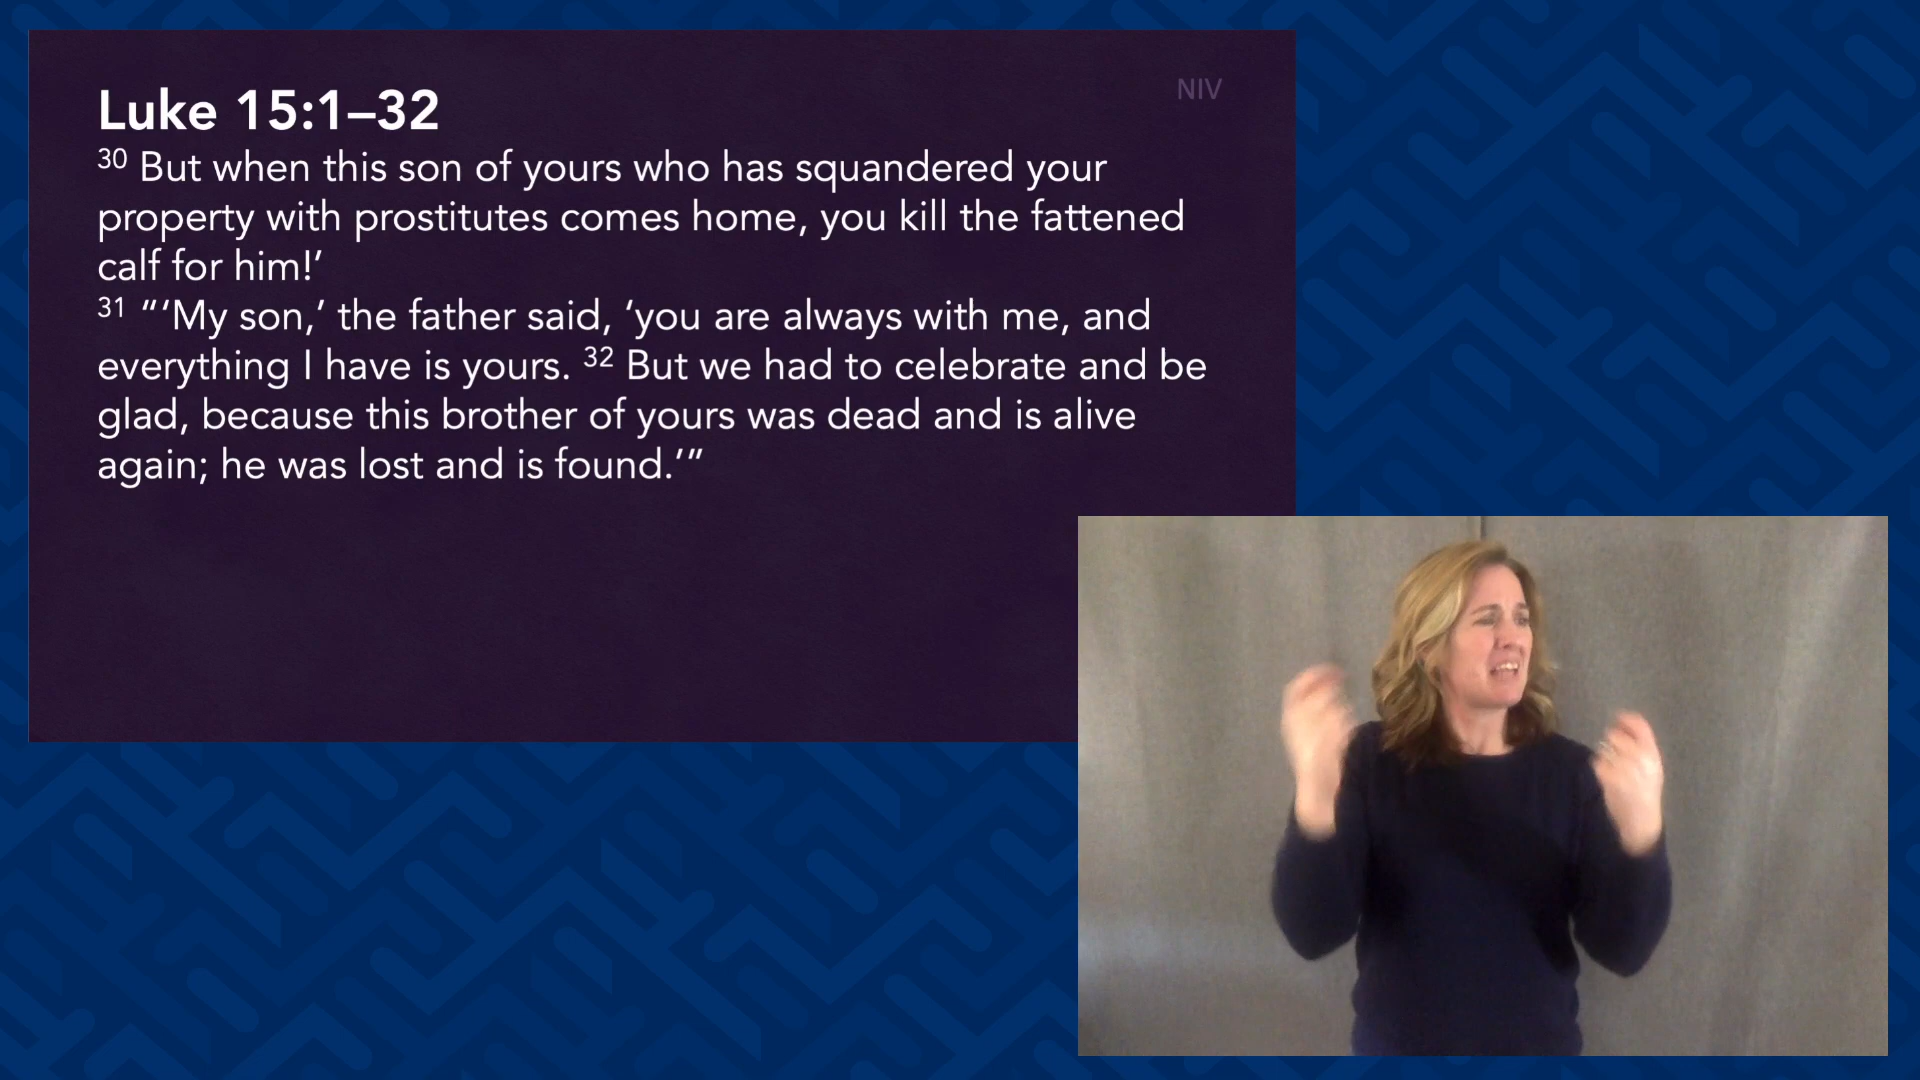 NIV
Luke 15:1–32
30 But when this son of yours who has squandered your
property with prostitutes comes home, you kill the fattened
calf for him!’
31 “‘My son,’ the father said, ‘you are always with me, and
everything I have is yours. 32 But we had to celebrate and be
glad, because this brother of yours was dead and is alive
again; he was lost and is found.’”